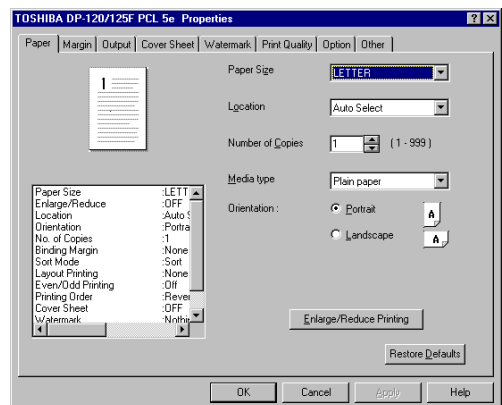 TOSHIBA DP-120/125F PCL 5e Properties
Paper Margin Output Cover Sheet Watermark Print Quality Option Other
1
Paper Size LETTER
Location Auto Select
Number of Copies 1 ( 1 - 999 )
Media type Plain paper
Orientation : Portrait A
Landscape A
Paper Size :LETT
Enlarge/Reduce :OFF
Location :Auto S
Orientation :Portra
No. of Copies :1
Binding Margin :None
Sort Mode :Sort
Layout Printing :None
Even/Odd Printing :Off
Printing Order :Rever
Cover Sheet :OFF
Watermark :Nothin
Enlarge/Reduce Printing
Restore Defaults
OK Cancel Apply Help